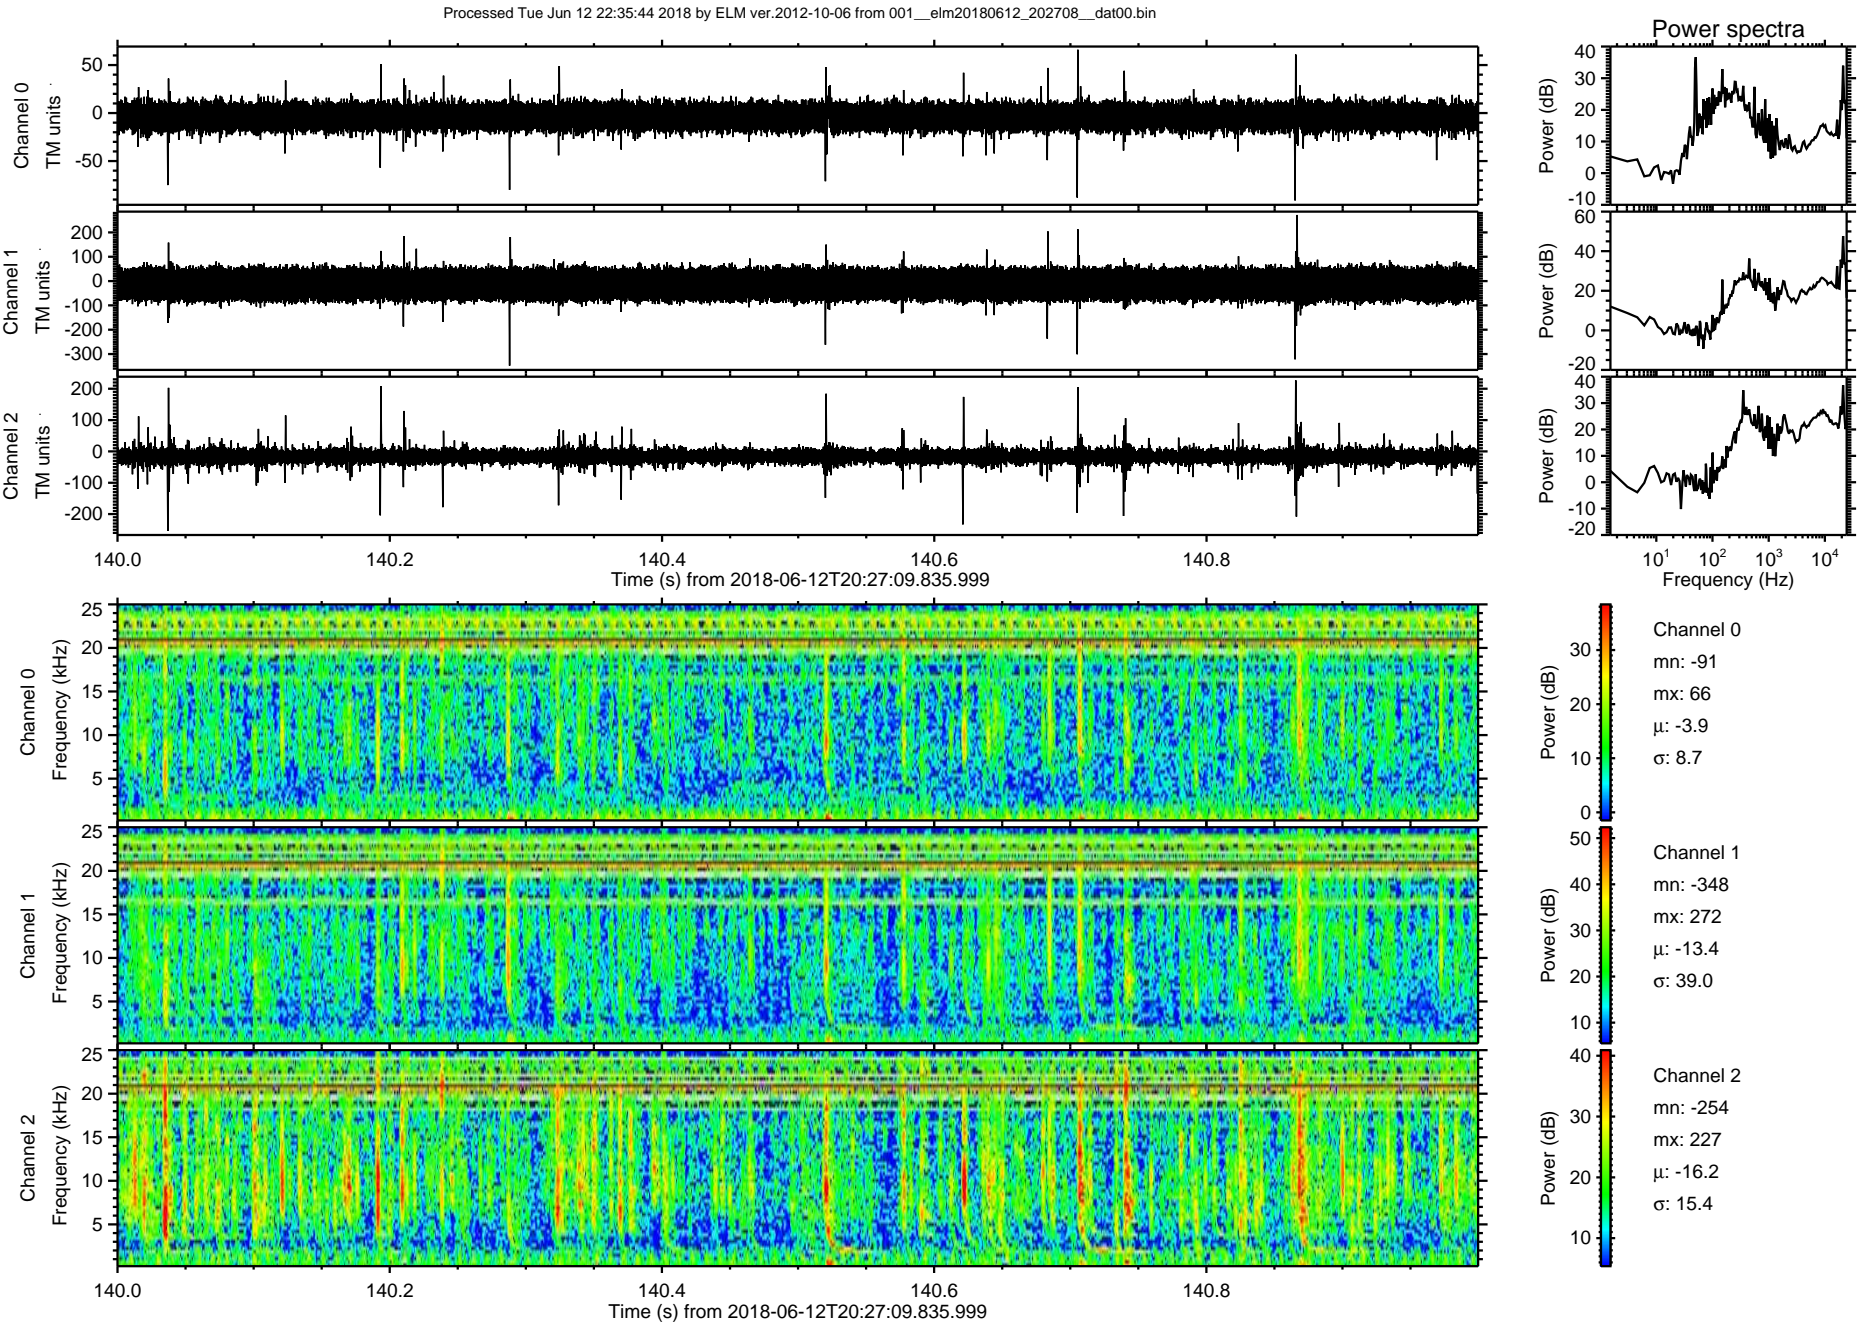 Processed Tue Jun 12 22:35:44 2018 by ELM ver.2012-10-06 from 001__elm20180612_202708__dat00.bin
Power spectra
Channel 0
TM units
50
0
-50
Power (dB)
40
30
20
10
0
-10
Channel 1
TM units
200
100
0
-100
-200
-300
Power (dB)
60
40
20
0
-20
Channel 2
TM units
200
100
0
-100
-200
Power (dB)
40
30
20
10
0
-10
-20
140.0 140.2 140.4 140.6 140.8
Time (s) from 2018-06-12T20:27:09.835.999
10^1 10^2 10^3 10^4
Frequency (Hz)
Channel 0
Frequency (kHz)
25
20
15
10
5
Power (dB)
30
20
10
0
Channel 0
mn: -91
mx: 66
μ: -3.9
σ: 8.7
Channel 1
Frequency (kHz)
25
20
15
10
5
Power (dB)
50
40
30
20
10
Channel 1
mn: -348
mx: 272
μ: -13.4
σ: 39.0
Channel 2
Frequency (kHz)
25
20
15
10
5
Power (dB)
40
30
20
10
Channel 2
mn: -254
mx: 227
μ: -16.2
σ: 15.4
140.0 140.2 140.4 140.6 140.8
Time (s) from 2018-06-12T20:27:09.835.999